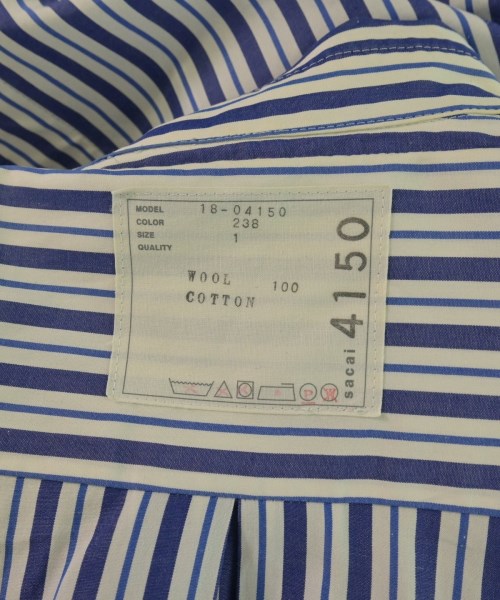 MODEL 18-04150
COLOR 238
SIZE 1
QUALITY
WOOL 100
COTTON
sacai 4150
P W